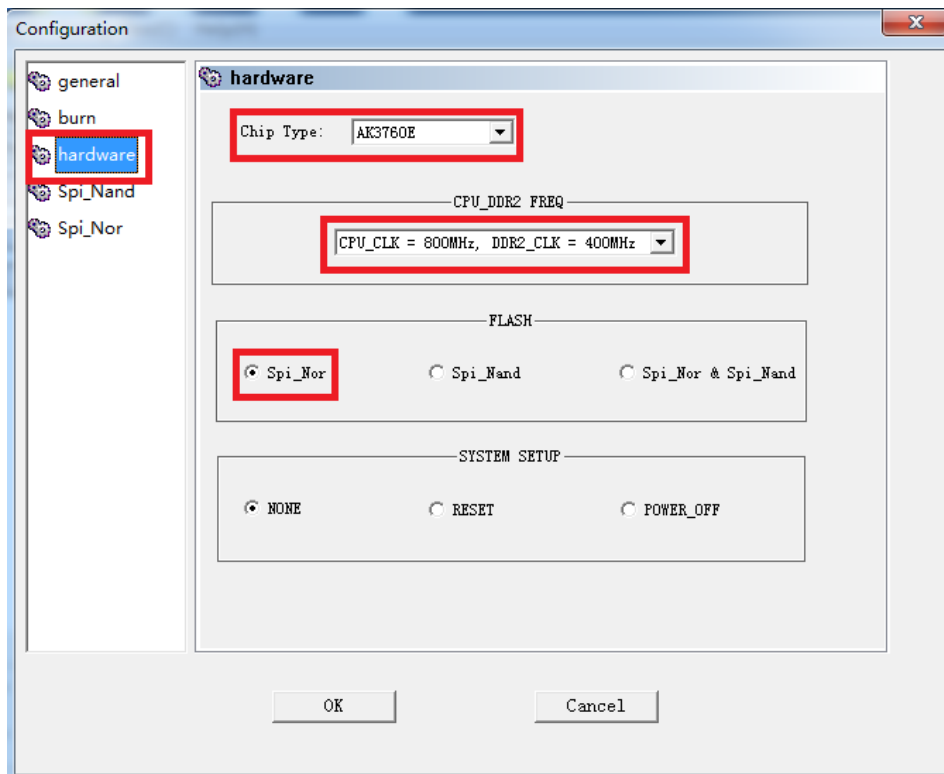 Configuration
general
burn
hardware
Spi_Nand
Spi_Nor
hardware
Chip Type: AK3760E
CPU_DDR2 FREQ
CPU_CLK = 800MHz, DDR2_CLK = 400MHz
FLASH
Spi_Nor Spi_Nand Spi_Nor & Spi_Nand
SYSTEM SETUP
NONE RESET POWER_OFF
OK Cancel